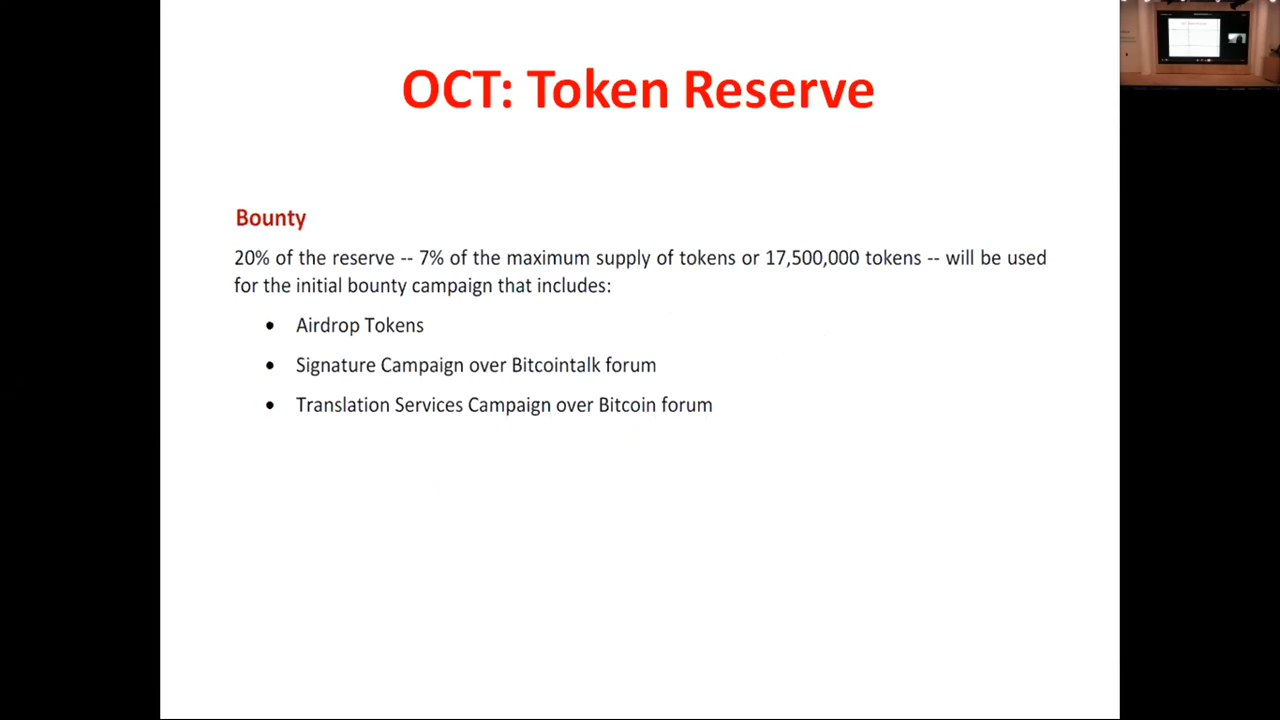 OCT: Token Reserve
Bounty
20% of the reserve -- 7% of the maximum supply of tokens or 17,500,000 tokens -- will be used
for the initial bounty campaign that includes:
• Airdrop Tokens
• Signature Campaign over Bitcointalk forum
• Translation Services Campaign over Bitcoin forum